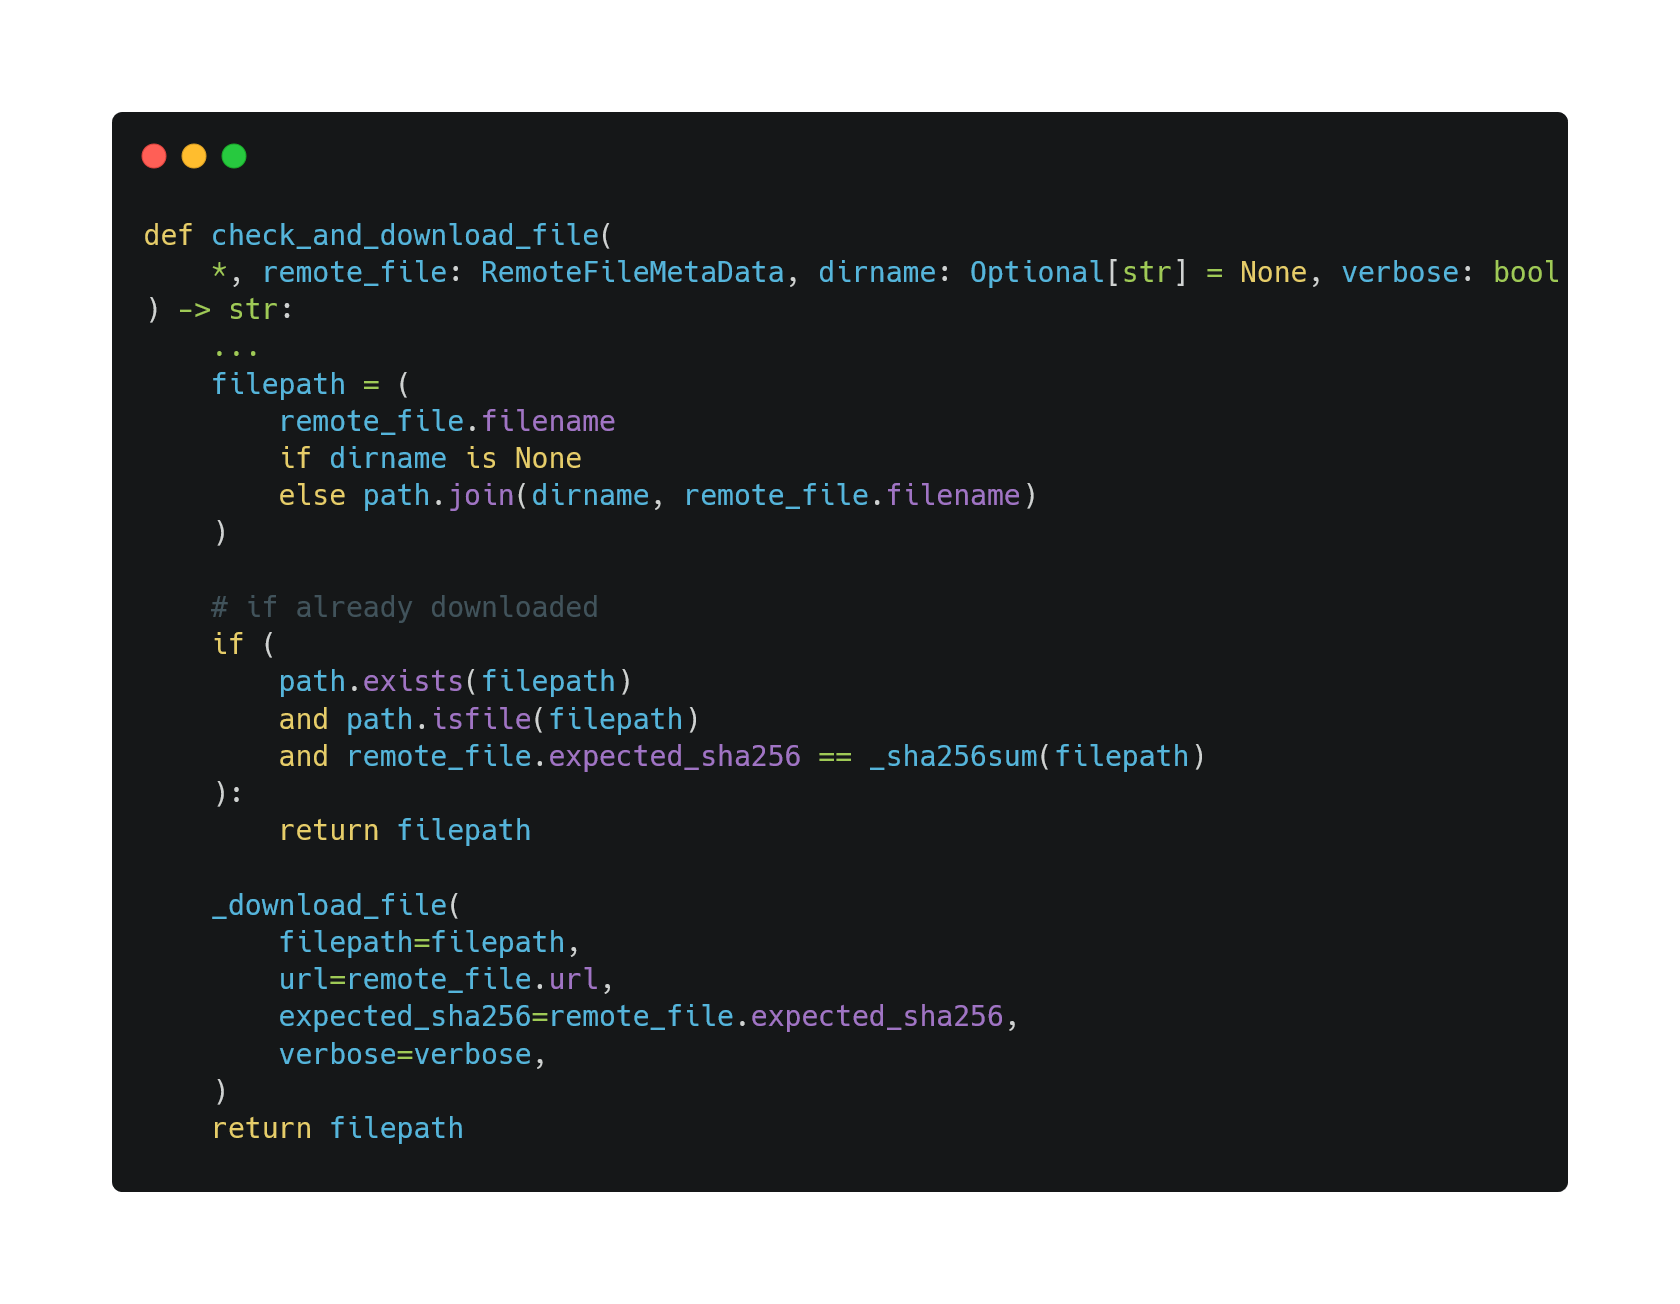 def check_and_download_file(
    *, remote_file: RemoteFileMetaData, dirname: Optional[str] = None, verbose: bool
) -> str:
    ...
    filepath = (
        remote_file.filename
        if dirname is None
        else path.join(dirname, remote_file.filename)
    )

    # if already downloaded
    if (
        path.exists(filepath)
        and path.isfile(filepath)
        and remote_file.expected_sha256 == _sha256sum(filepath)
    ):
        return filepath

    _download_file(
        filepath=filepath,
        url=remote_file.url,
        expected_sha256=remote_file.expected_sha256,
        verbose=verbose,
    )
    return filepath